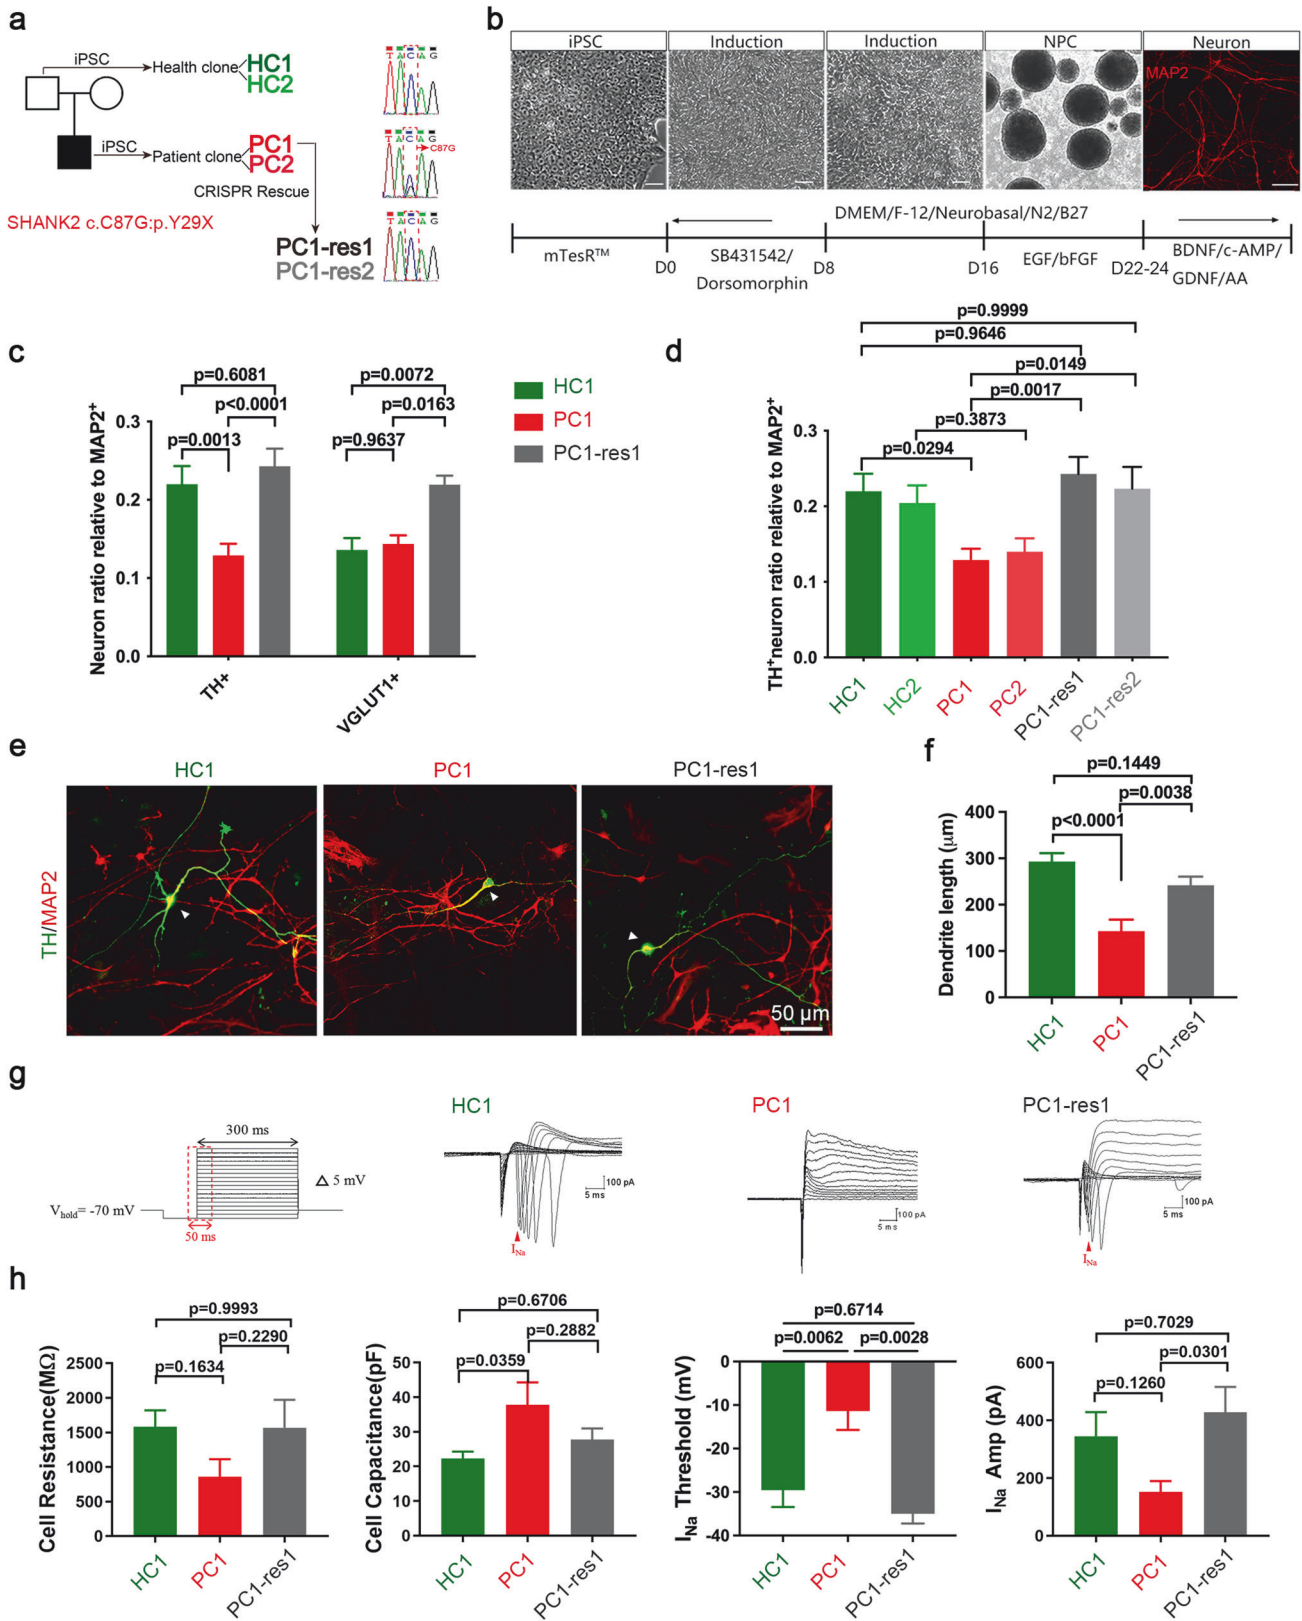 a
iPSC
Health clone
HC1
HC2
iPSC
Patient clone
PC1
PC2
CRISPR Rescue
SHANK2 c.C87G:p.Y29X
PC1-res1
PC1-res2
T A C A G
T A C A G
C87G
T A C A G
b
iPSC
Induction
Induction
NPC
Neuron
MAP2
DMEM/F-12/Neurobasal/N2/B27
mTesR™
D0
SB431542/
Dorsomorphin
D8
D16
EGF/bFGF
D22-24
BDNF/c-AMP/
GDNF/AA
c
p=0.6081
p=0.0072
p<0.0001
p=0.0163
p=0.0013
p=0.9637
Neuron ratio relative to MAP2+
0.3
0.2
0.1
0.0
TH+
VGLUT1+
HC1
PC1
PC1-res1
d
p=0.9999
p=0.9646
p=0.0149
p=0.0017
p=0.3873
p=0.0294
TH+neuron ratio relative to MAP2+
0.3
0.2
0.1
0.0
HC1
HC2
PC1
PC2
PC1-res1
PC1-res2
e
HC1
PC1
PC1-res1
TH/MAP2
50 μm
f
p=0.1449
p=0.0038
p<0.0001
Dendrite length (μm)
400
300
200
100
0
HC1
PC1
PC1-res1
g
300 ms
Δ 5 mV
Vhold= -70 mV
50 ms
HC1
100 pA
5 ms
INa
PC1
100 pA
5 ms
PC1-res1
100 pA
5 ms
INa
h
p=0.9993
p=0.2290
p=0.1634
Cell Resistance(MΩ)
2500
2000
1500
1000
500
0
HC1
PC1
PC1-res1
p=0.6706
p=0.2882
p=0.0359
Cell Capacitance(pF)
50
40
30
20
10
0
HC1
PC1
PC1-res1
p=0.6714
p=0.0062
p=0.0028
INa Threshold (mV)
0
-10
-20
-30
-40
HC1
PC1
PC1-res1
p=0.7029
p=0.0301
p=0.1260
INa Amp (pA)
600
400
200
0
HC1
PC1
PC1-res1